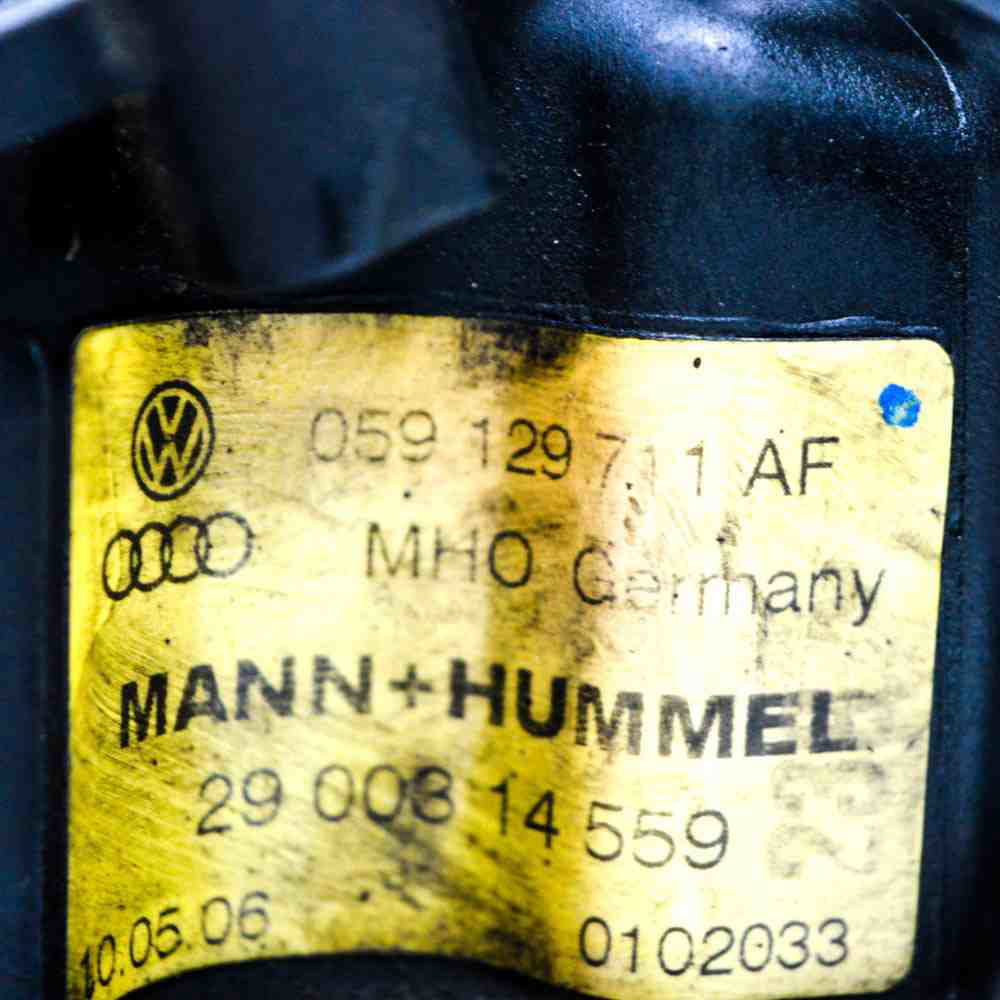 059 129 711 AF
MHO Germany
MANN+HUMMEL
29 008 14 559
10.05.06 0102033